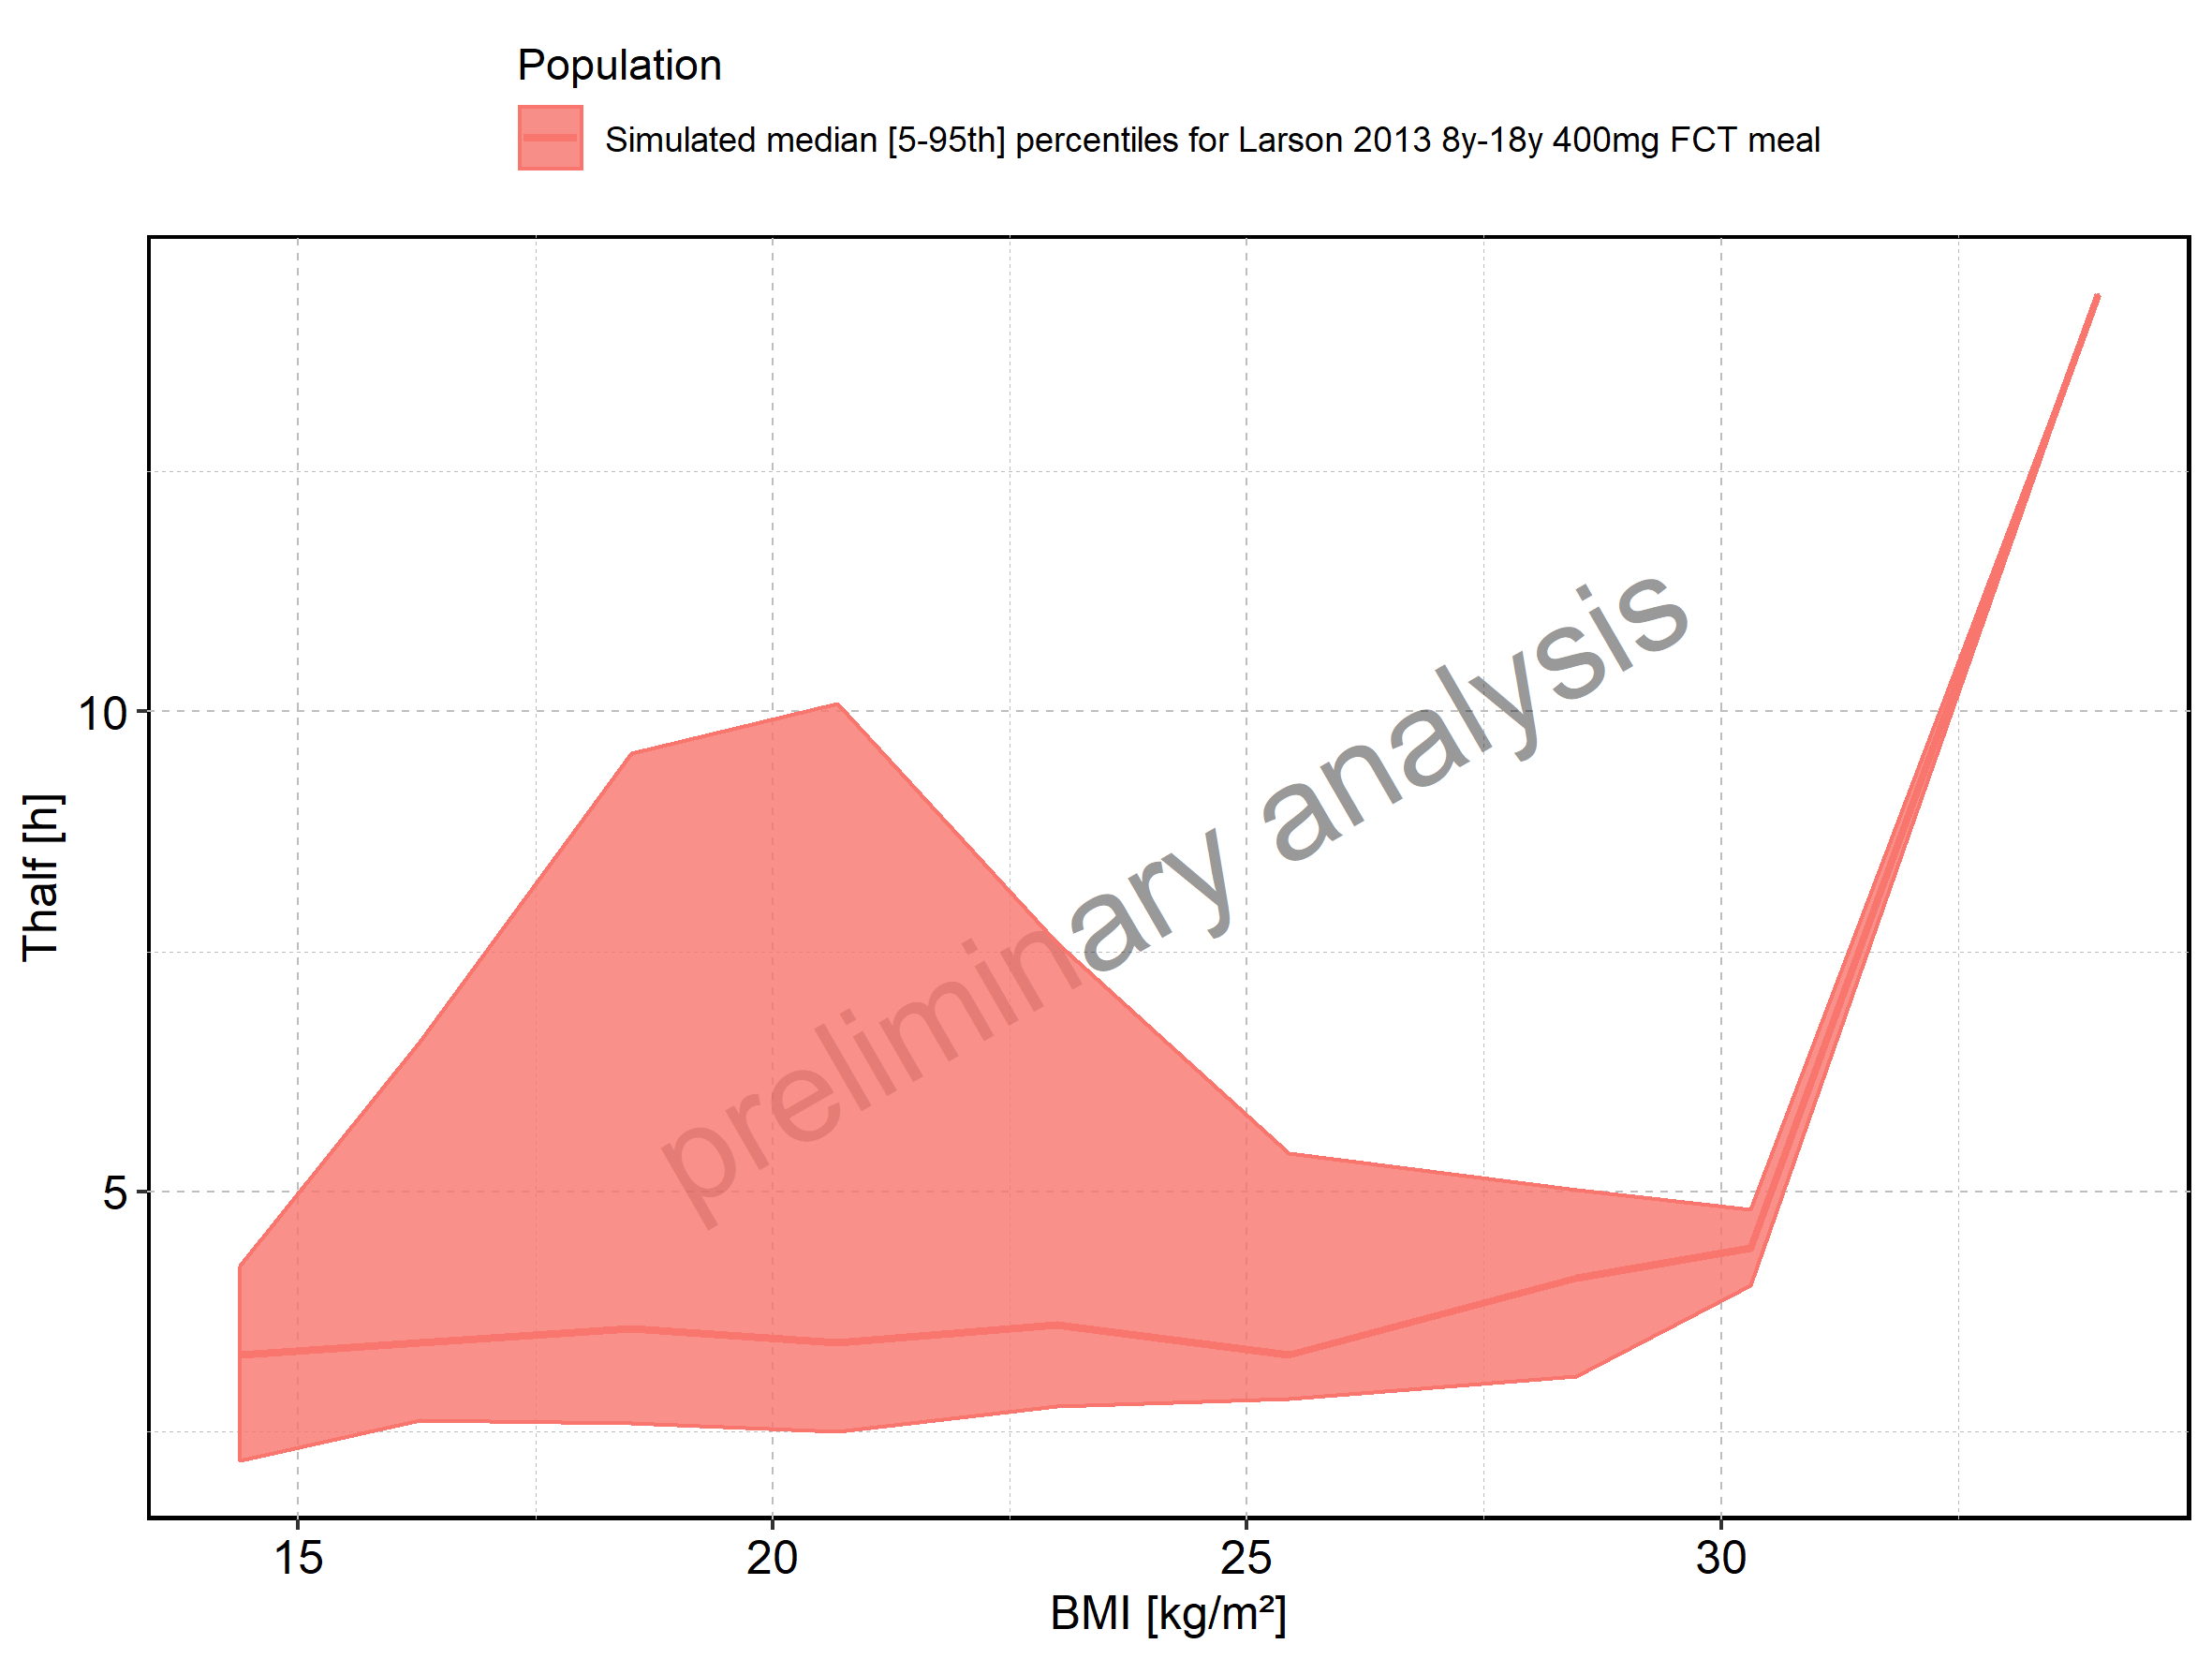 Population
Simulated median [5-95th] percentiles for Larson 2013 8y-18y 400mg FCT meal
10
5
Thalf [h]
preliminary analysis
15 20 25 30
BMI [kg/m²]